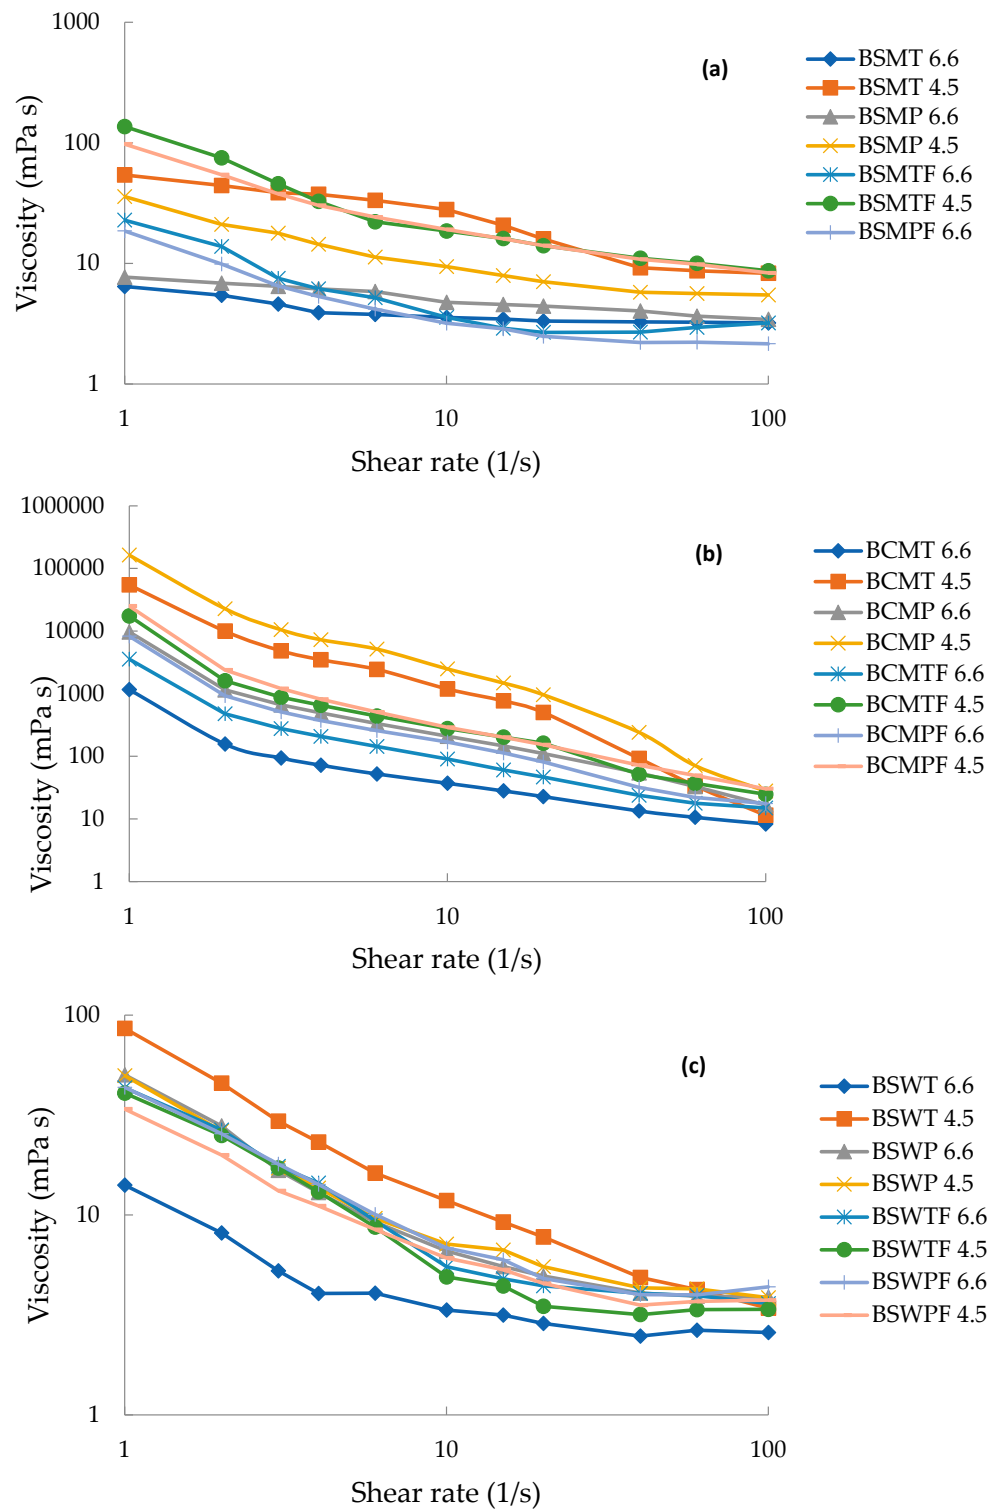 1000
100
10
1
Viscosity (mPa s)
(a)
BSMT 6.6
BSMT 4.5
BSMP 6.6
BSMP 4.5
BSMTF 6.6
BSMTF 4.5
BSMPF 6.6
1 10 100
Shear rate (1/s)
1000000
100000
10000
1000
100
10
1
Viscosity (mPa s)
(b)
BCMT 6.6
BCMT 4.5
BCMP 6.6
BCMP 4.5
BCMTF 6.6
BCMTF 4.5
BCMPF 6.6
BCMPF 4.5
1 10 100
Shear rate (1/s)
100
10
1
Viscosity (mPa s)
(c)
BSWT 6.6
BSWT 4.5
BSWP 6.6
BSWP 4.5
BSWTF 6.6
BSWTF 4.5
BSWPF 6.6
BSWPF 4.5
1 10 100
Shear rate (1/s)